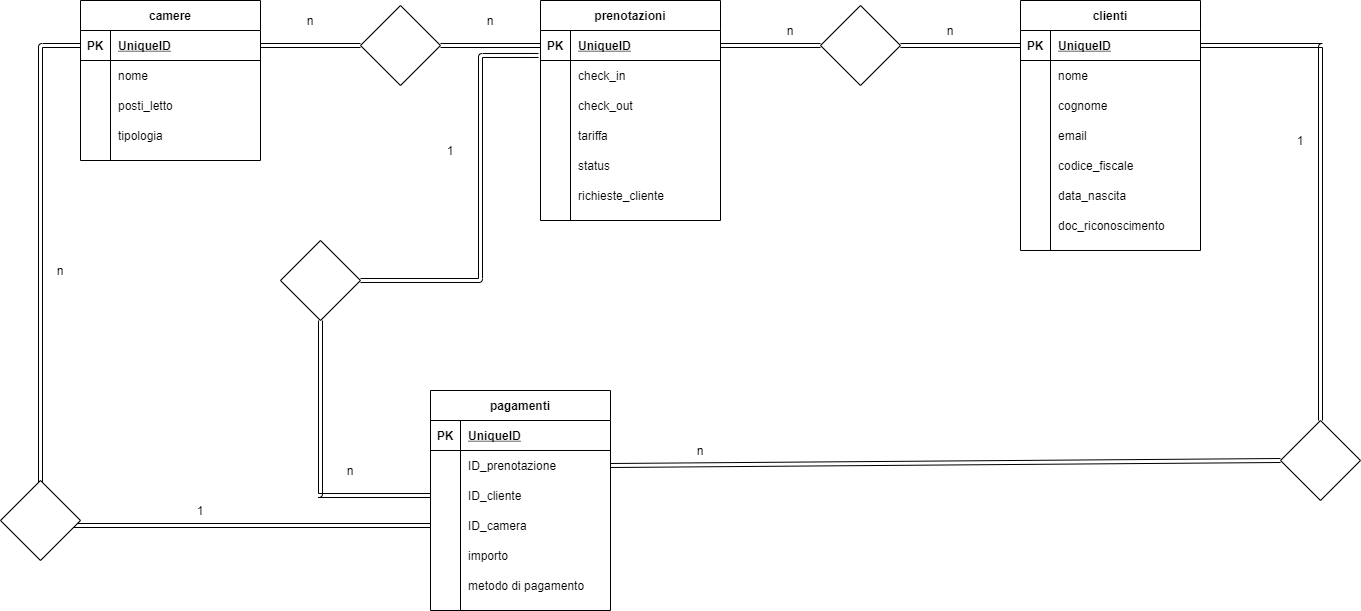 camere
PK UniqueID
nome
posti_letto
tipologia
n
n
prenotazioni
PK UniqueID
check_in
check_out
tariffa
status
richieste_cliente
n
n
clienti
PK UniqueID
nome
cognome
email
codice_fiscale
data_nascita
doc_riconoscimento
1
1
n
n
n
1
pagamenti
PK UniqueID
ID_prenotazione
ID_cliente
ID_camera
importo
metodo di pagamento